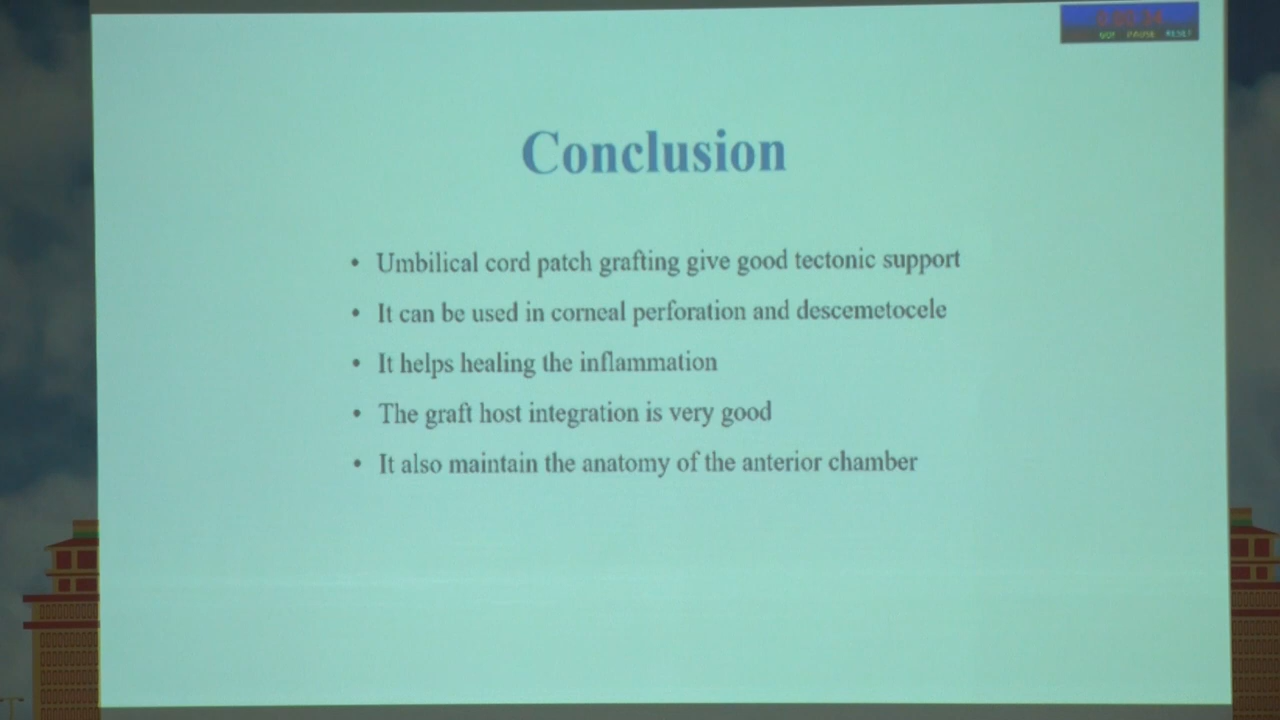 Conclusion
• Umbilical cord patch grafting give good tectonic support
• It can be used in corneal perforation and descemetocele
• It helps healing the inflammation
• The graft host integration is very good
• It also maintain the anatomy of the anterior chamber